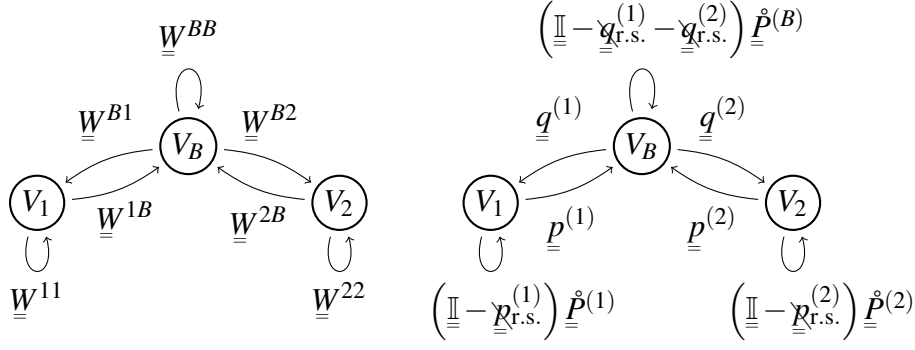 W^{BB}
(𝕀 − q^{(1)}_{r.s.} − q^{(2)}_{r.s.}) P̊^{(B)}
W^{B1} W^{B2}
q^{(1)} q^{(2)}
V_B
V_B
V_1 V_2
V_1 V_2
W^{1B} W^{2B}
p^{(1)} p^{(2)}
W^{11} W^{22}
(𝕀 − p^{(1)}_{r.s.}) P̊^{(1)}
(𝕀 − p^{(2)}_{r.s.}) P̊^{(2)}